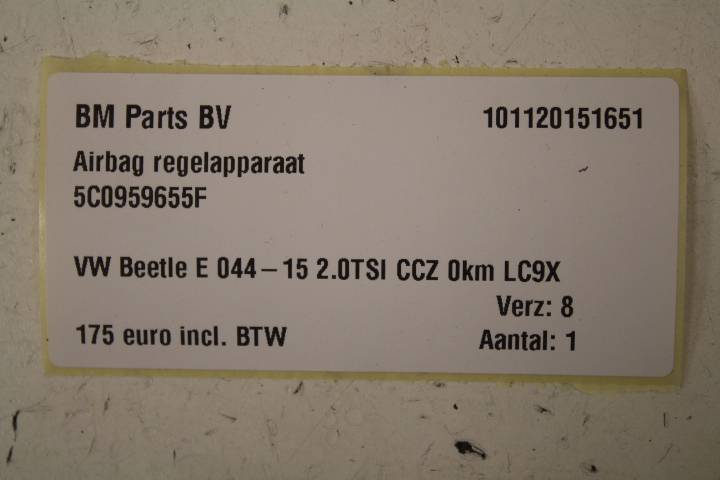 BM Parts BV 101120151651
Airbag regelapparaat
5C0959655F
VW Beetle E 044-15 2.0TSI CCZ 0km LC9X
Verz: 8
175 euro incl. BTW Aantal: 1